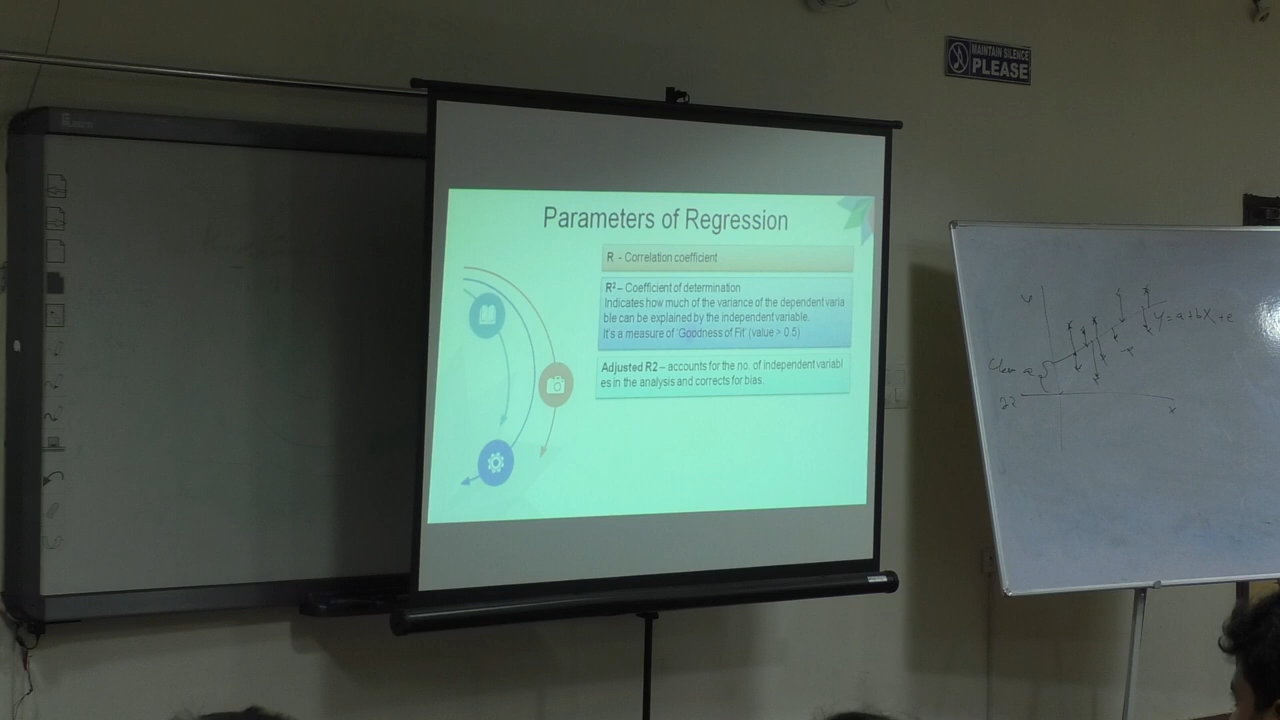 MAINTAIN SILENCE
PLEASE
Parameters of Regression
R - Correlation coefficient
R² – Coefficient of determination
Indicates how much of the variance of the dependent varia
ble can be explained by the independent variable.
It's a measure of 'Goodness of Fit' (value > 0.5)
Adjusted R2 – accounts for the no. of independent variabl
es in the analysis and corrects for bias.
y = a+bX+e
x